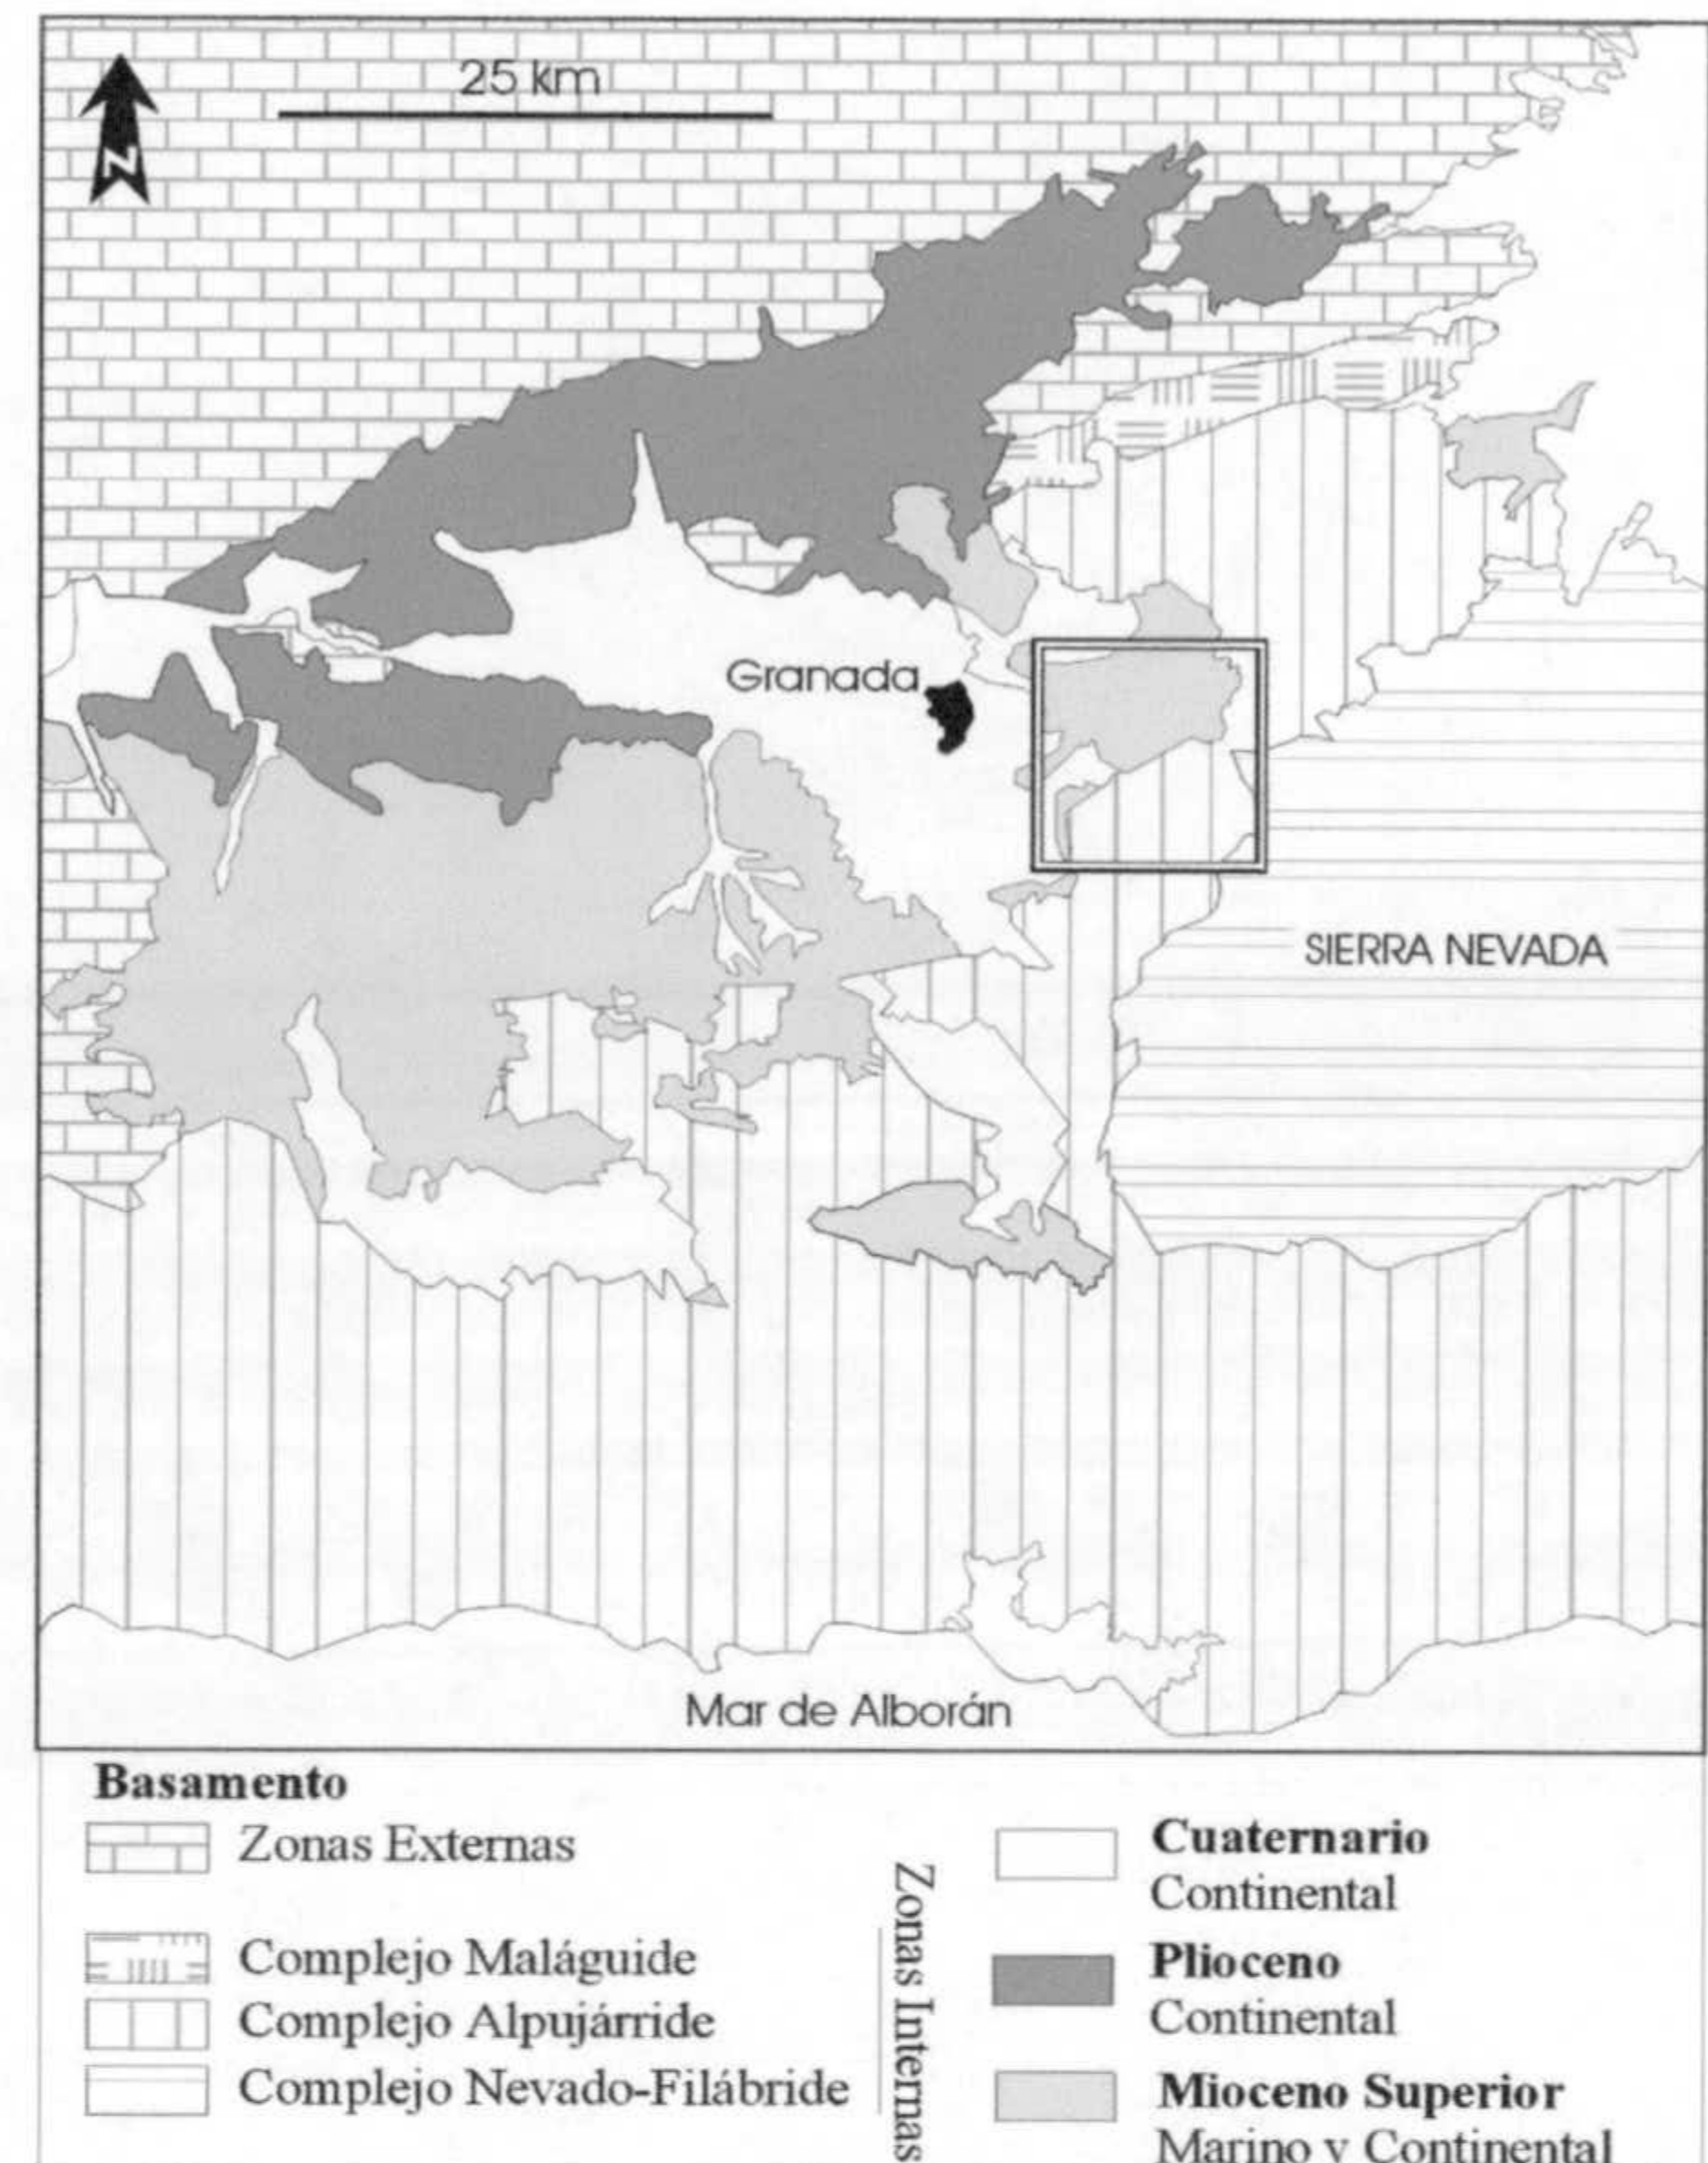 25 km
N
Granada
SIERRA NEVADA
Mar de Alborán
Basamento
Zonas Externas
Complejo Maláguide
Complejo Alpujárride
Complejo Nevado-Filábride
Zonas Internas
Cuaternario
Continental
Plioceno
Continental
Mioceno Superior
Marino y Continental